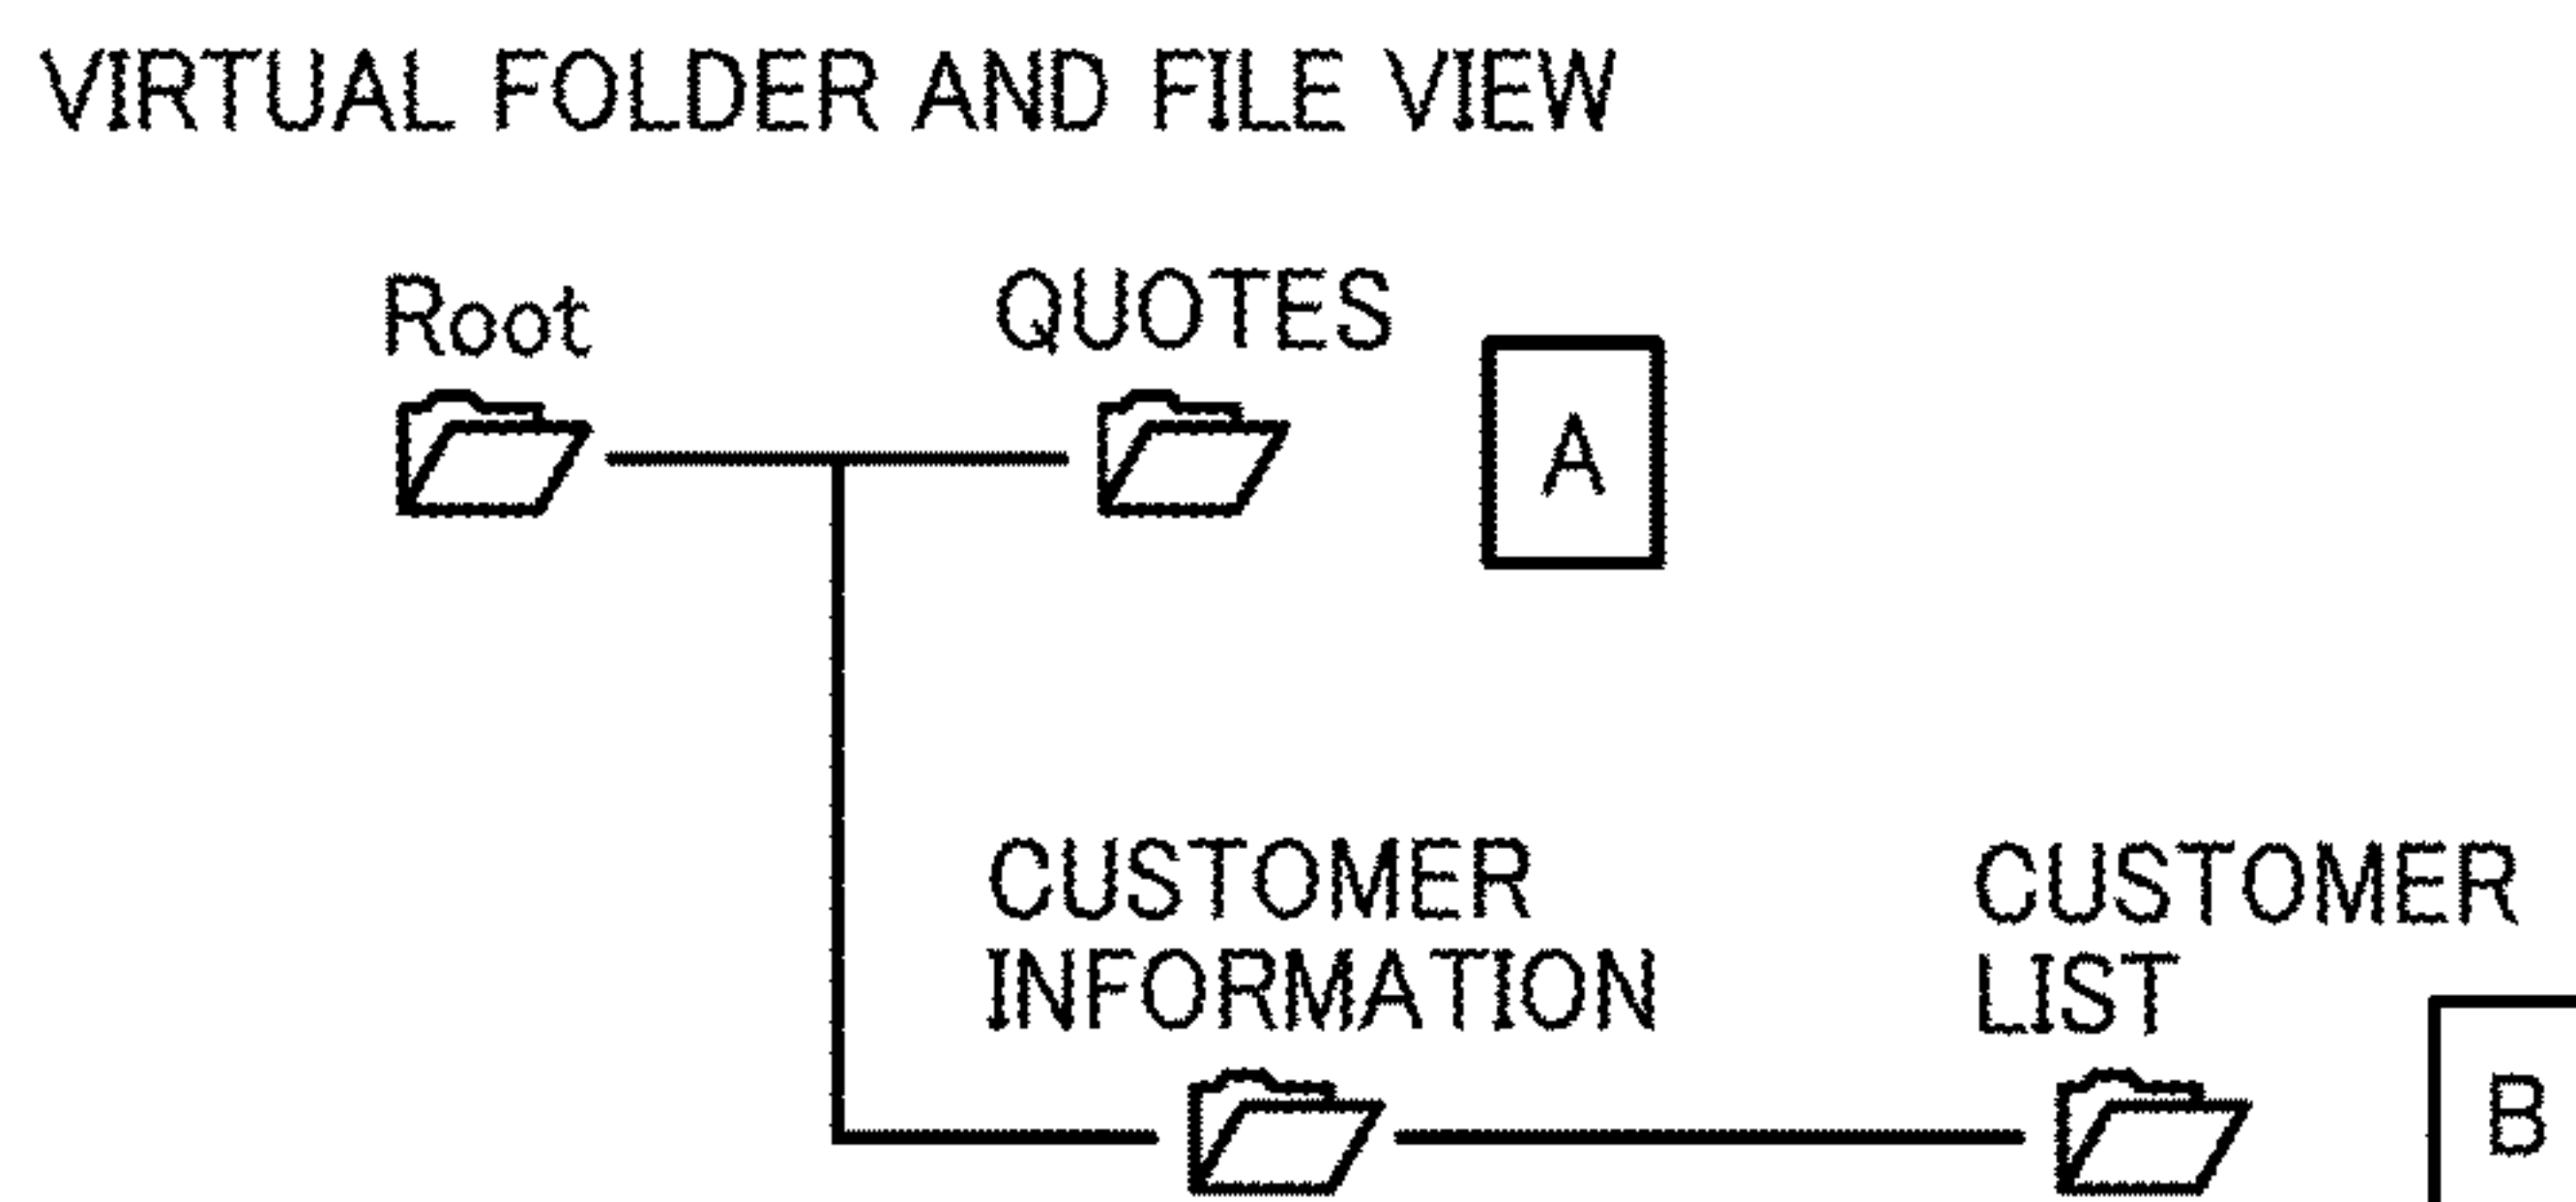 VIRTUAL FOLDER AND FILE VIEW
Root
QUOTES
A
CUSTOMER
INFORMATION
CUSTOMER
LIST
B